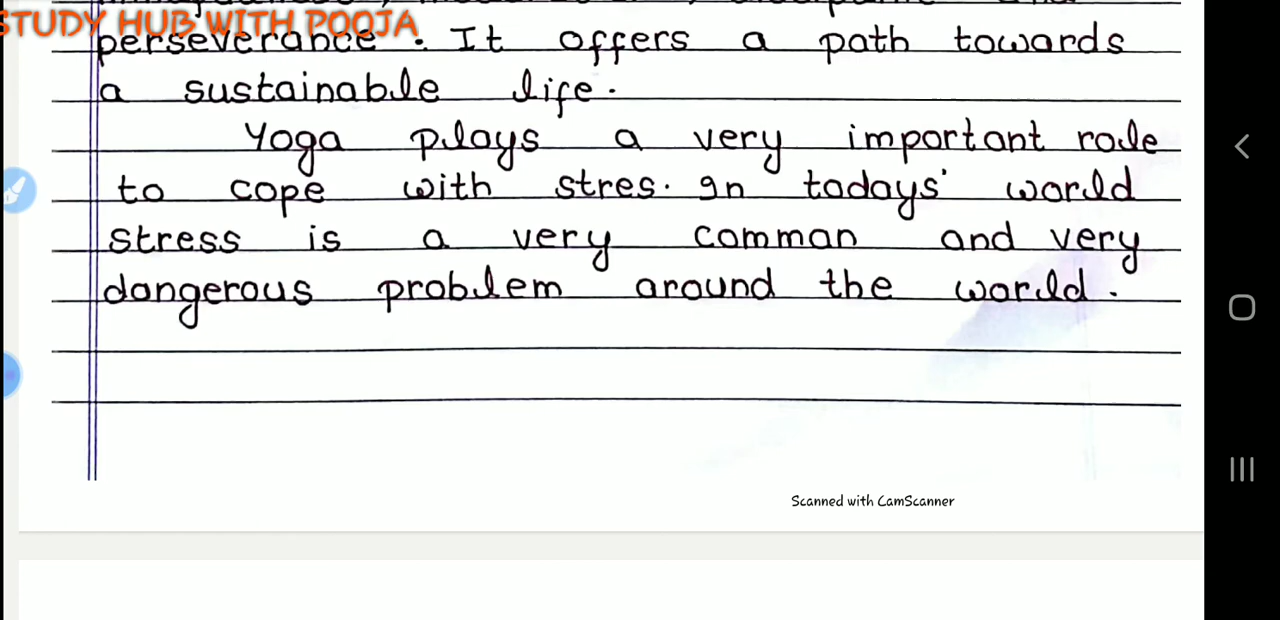 STUDY HUB WITH POOJA
perseverance. It offers a path towards
a sustainable life.
Yoga plays a very important role
to cope with stres. In todays' world
stress is a very comman and very
dangerous problem around the world.
Scanned with CamScanner